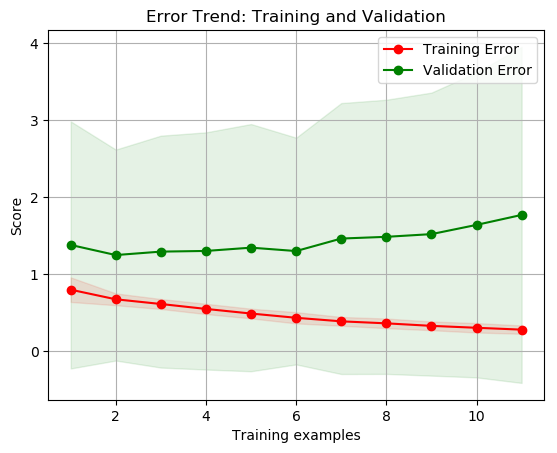 Error Trend: Training and Validation
4
3
2
1
0
Score
Training Error
Validation Error
2
4
6
8
10
Training examples